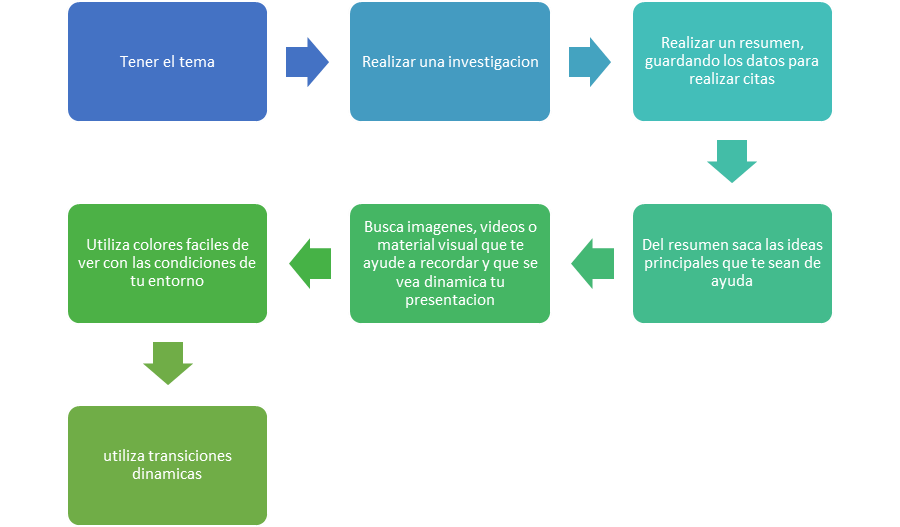 Tener el tema
Realizar una investigacion
Realizar un resumen,
guardando los datos para
realizar citas
Del resumen saca las ideas
principales que te sean de
ayuda
Busca imagenes, videos o
material visual que te
ayude a recordar y que se
vea dinamica tu
presentacion
Utiliza colores faciles de
ver con las condiciones de
tu entorno
utiliza transiciones
dinamicas